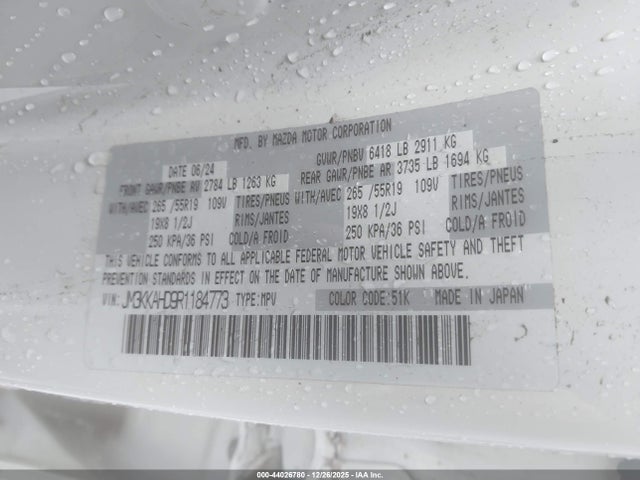 MFD. BY MAZDA MOTOR CORPORATION
DATE 06/24 GVWR/PNBV 6418 LB 2911 KG
FRONT GAWR/PNBE AV 2784 LB 1263 KG REAR GAWR/PNBE AR 3735 LB 1694 KG
WITH/AVEC 265 /55R19 109V TIRES/PNEUS WITH/AVEC 265 /55R19 109V TIRES/PNEUS
19X8 1/2J RIMS/JANTES 19X8 1/2J RIMS/JANTES
250 KPA/36 PSI COLD/A FROID 250 KPA/36 PSI COLD/A FROID
THIS VEHICLE CONFORMS TO ALL APPLICABLE FEDERAL MOTOR VEHICLE SAFETY AND THEFT
PREVENTION STANDARDS IN EFFECT ON THE DATE OF MANUFACTURE SHOWN ABOVE.
VIN: JM3KKAHD9R1184773 TYPE:MPV COLOR CODE:51K MADE IN JAPAN
000-44026780 • 12/26/2025 • IAA Inc.